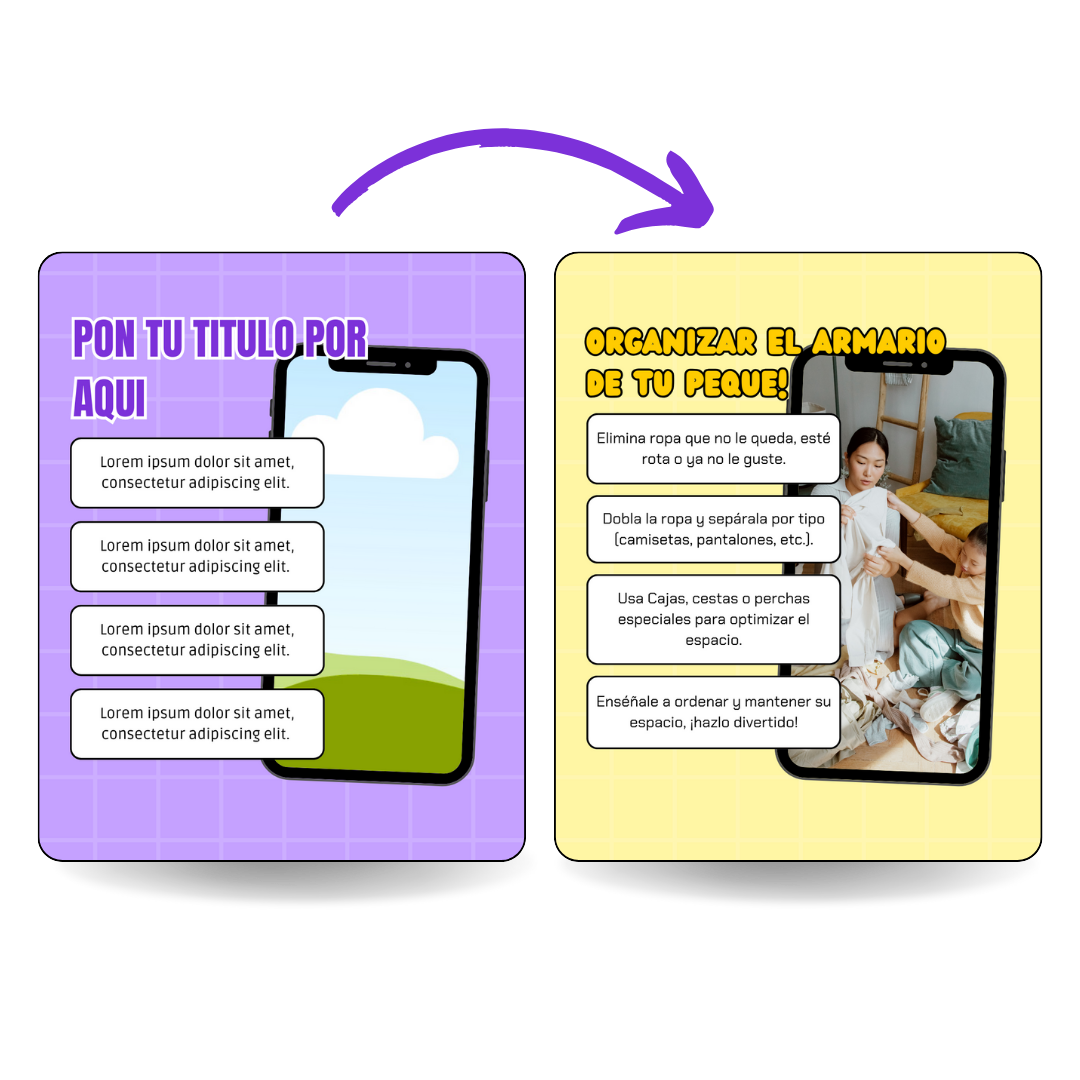 PON TU TITULO POR
AQUI
Lorem ipsum dolor sit amet,
consectetur adipiscing elit.
Lorem ipsum dolor sit amet,
consectetur adipiscing elit.
Lorem ipsum dolor sit amet,
consectetur adipiscing elit.
Lorem ipsum dolor sit amet,
consectetur adipiscing elit.
ORGANIZAR EL ARMARIO
DE TU PEQUE!
Elimina ropa que no le queda, esté
rota o ya no le guste.
Dobla la ropa y sepárala por tipo
(camisetas, pantalones, etc.).
Usa Cajas, cestas o perchas
especiales para optimizar el
espacio.
Enséñale a ordenar y mantener su
espacio, ¡hazlo divertido!